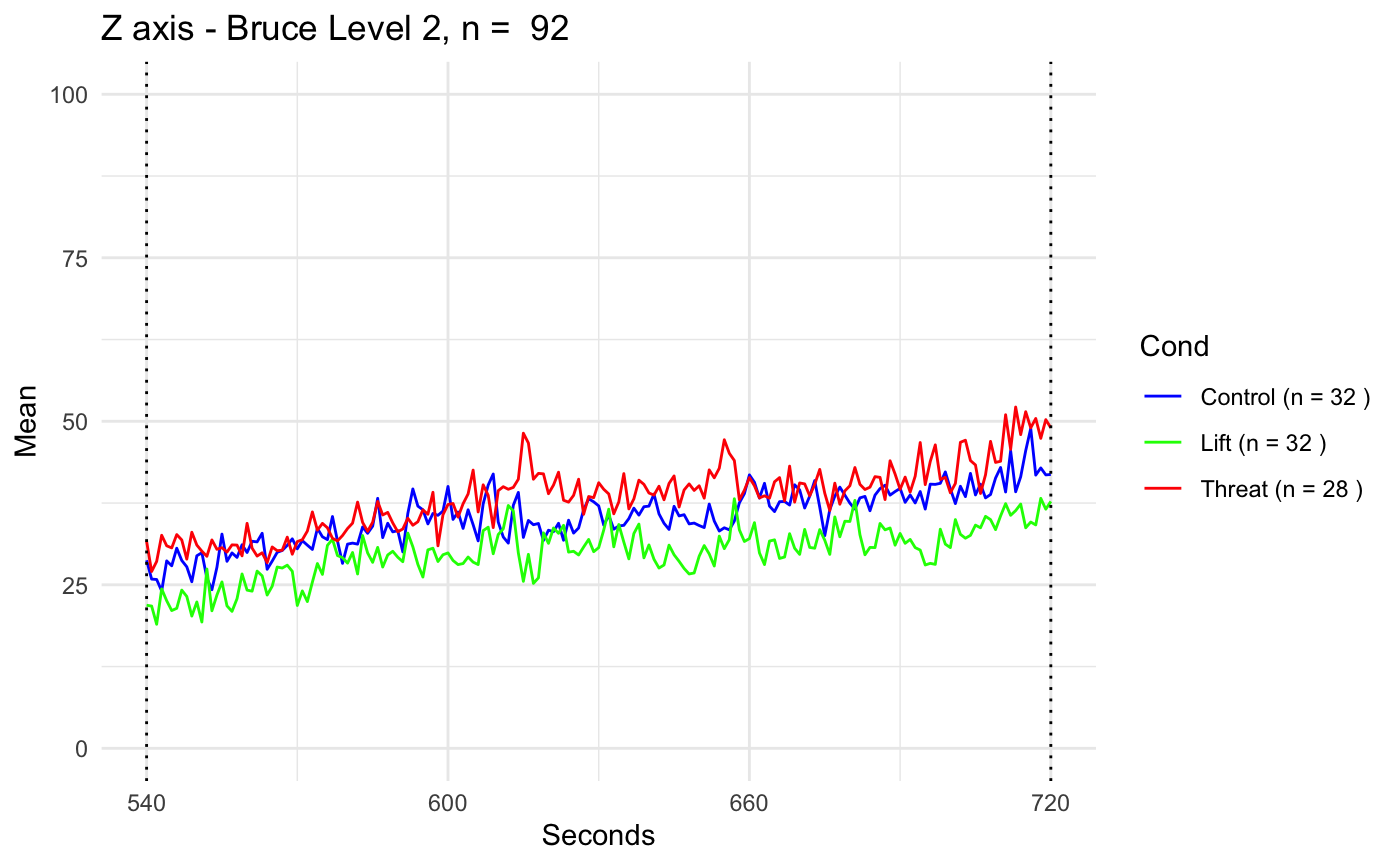 Z axis - Bruce Level 2, n =  92
100
75
50
25
0
Mean
540
600
660
720
Seconds
Cond
Control (n = 32 )
Lift (n = 32 )
Threat (n = 28 )